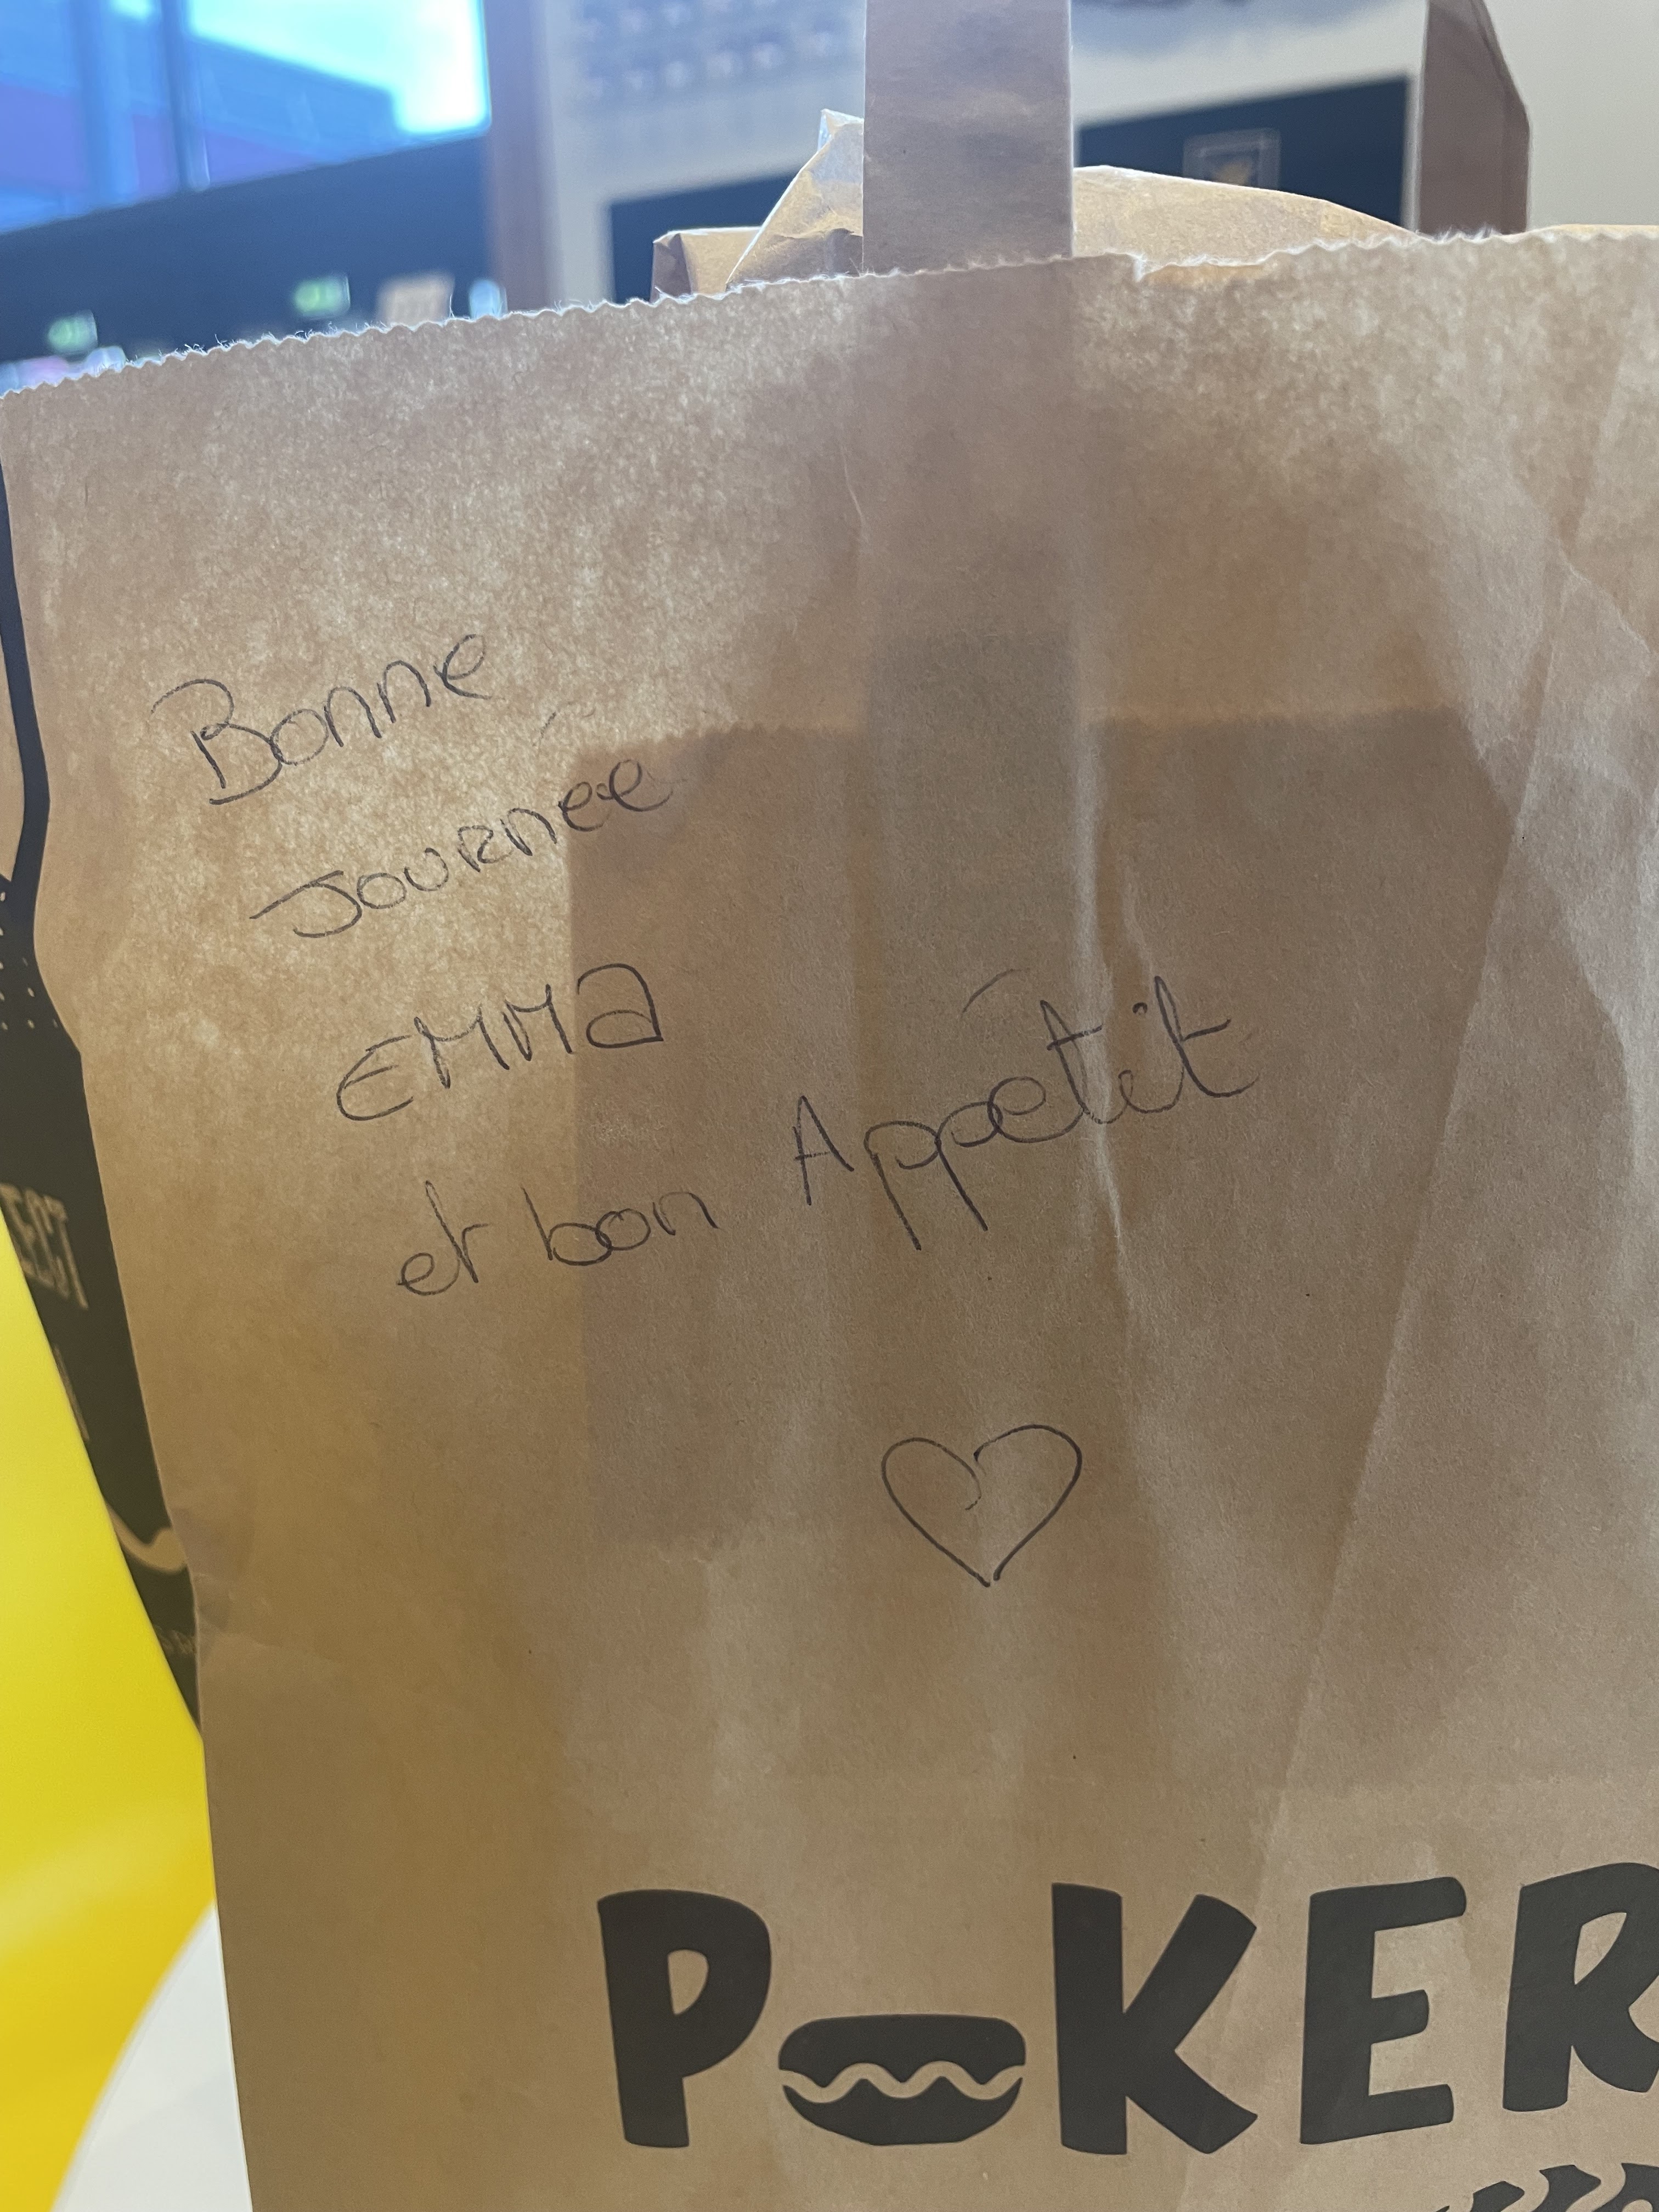 Bonne
Journée
EMMA
et bon Appétit
POKER